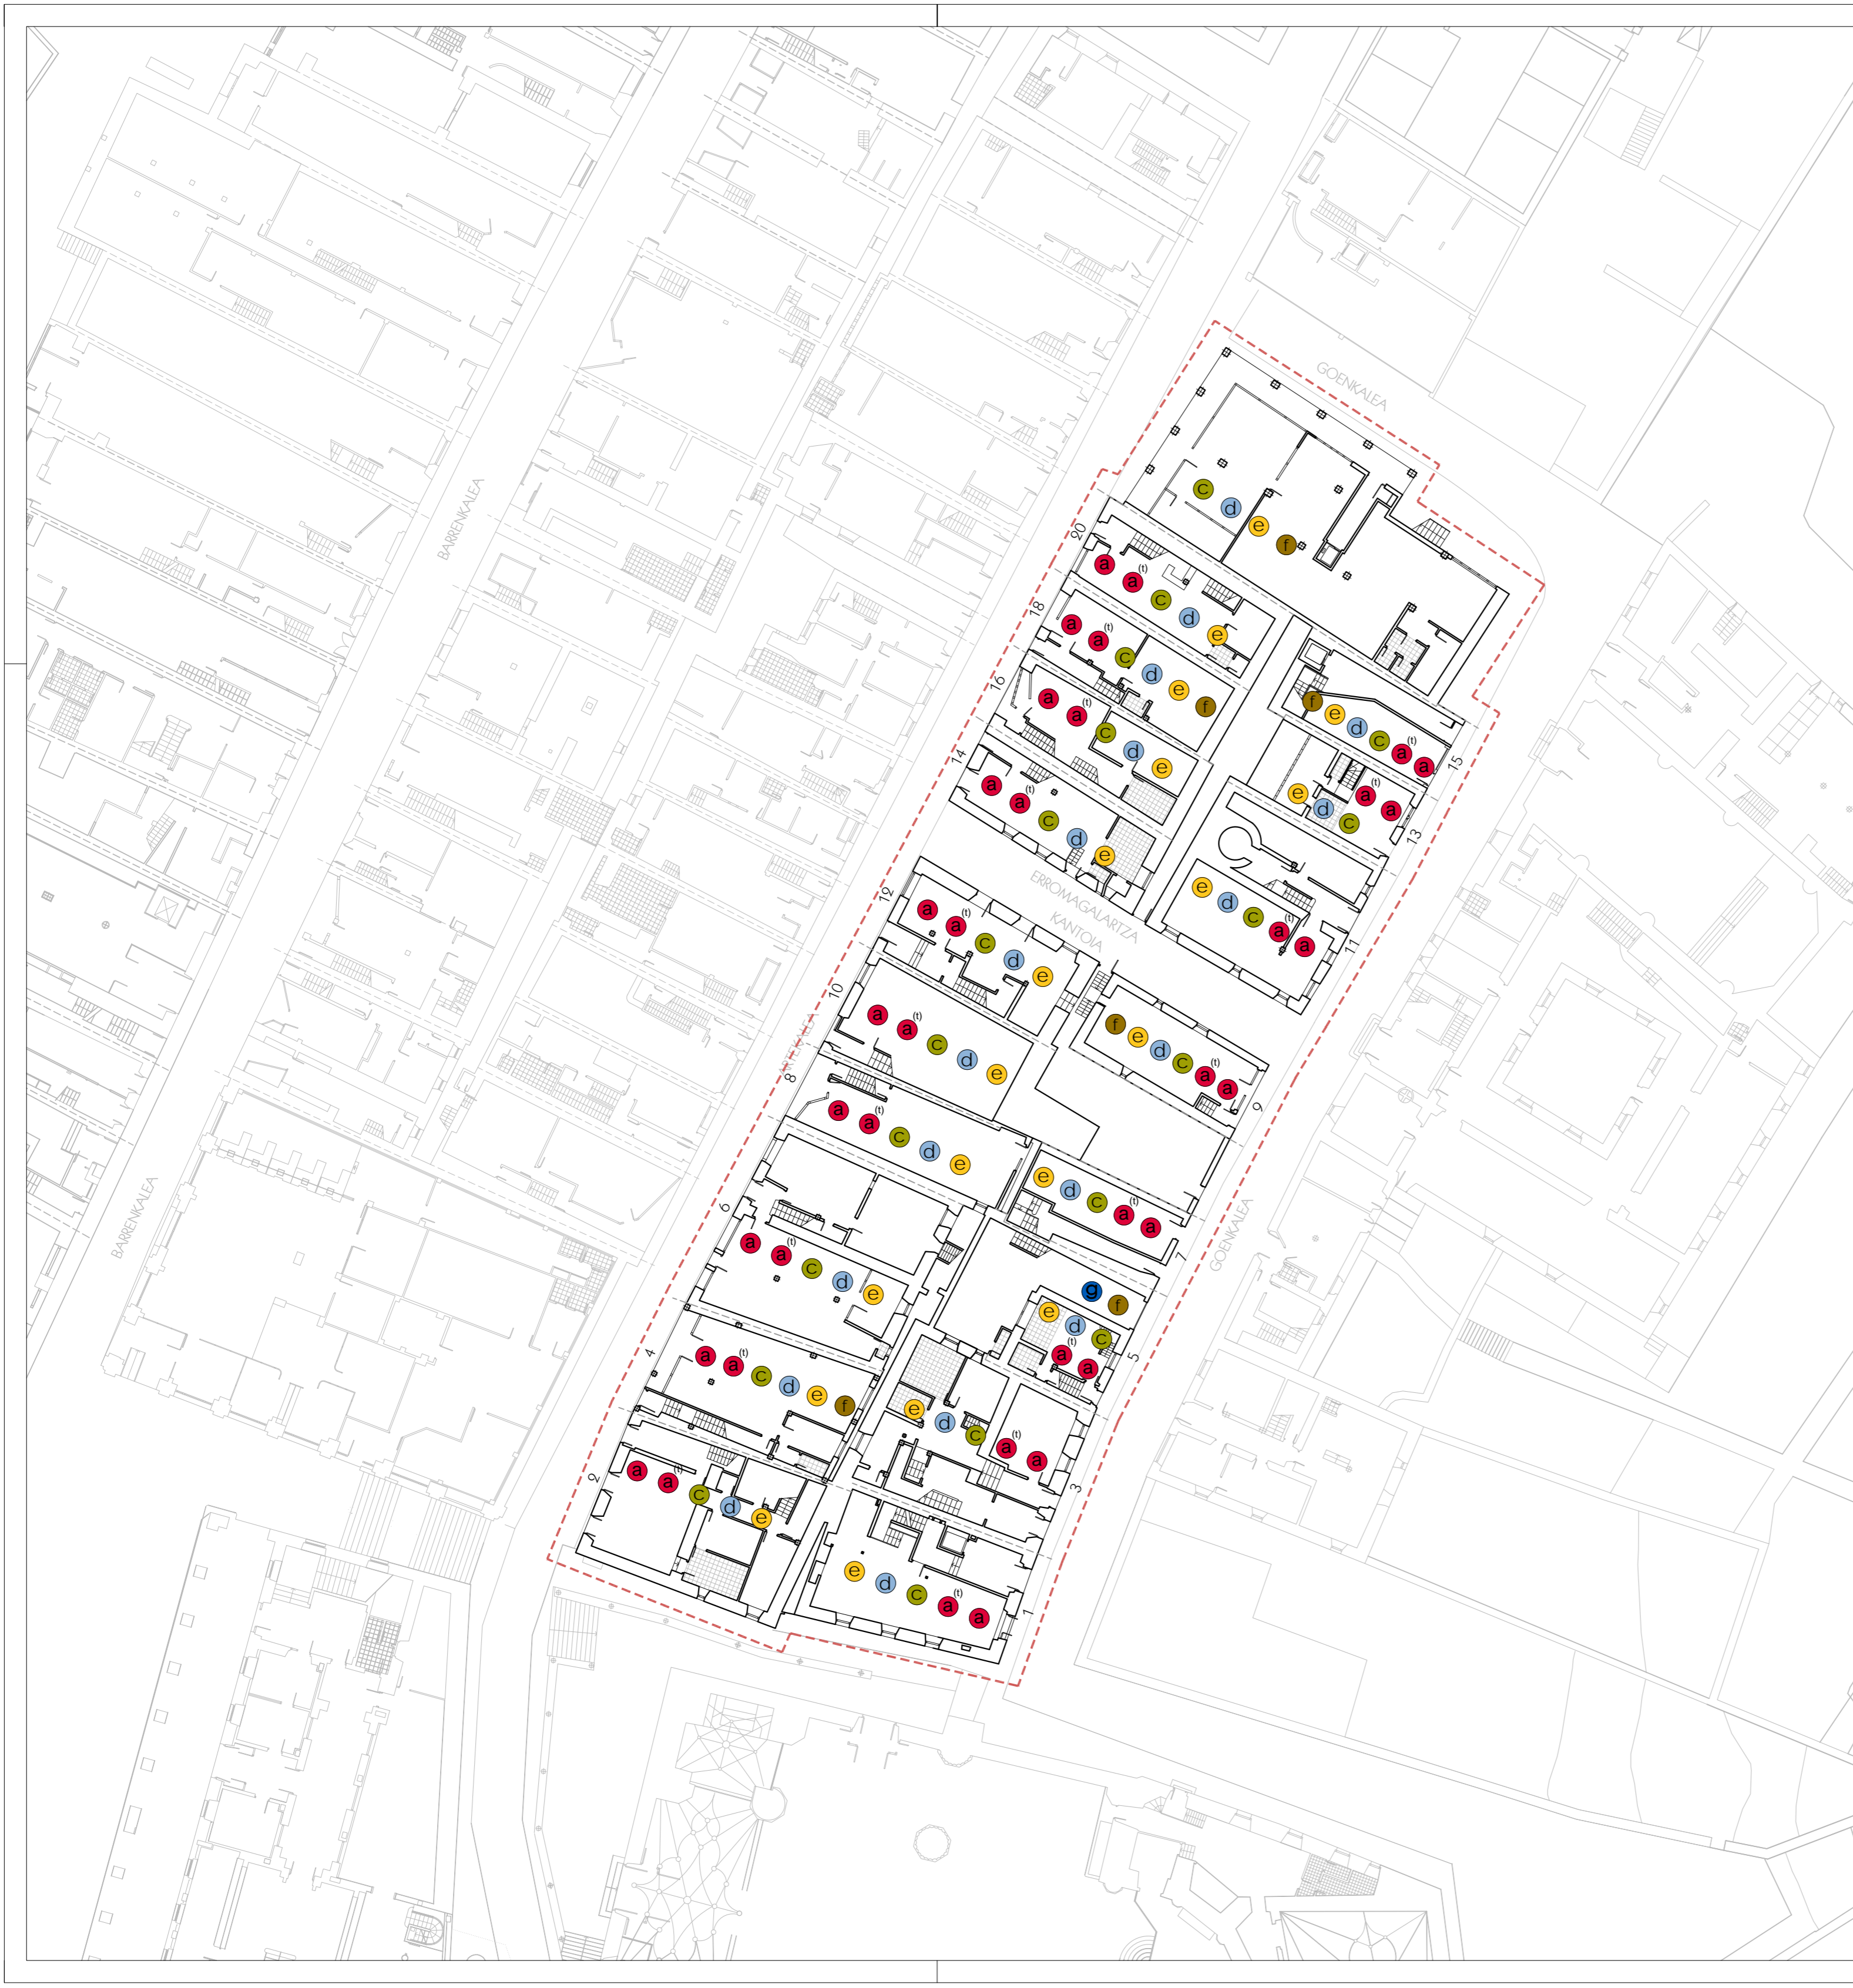 GOENKALEA
BARRENKALEA
c d e f
20
a a (t) c d e
18
a a (t) c d e f
16
a a (t) c d e
f e d c a (t) a
15
14
a a (t) c d e
e d c a (t) a
13
ERROMAGALARTZA
KANTOIA
e d c a (t) a
11
12
a a (t) c d e
10
a a (t) c d e
f e d c a (t) a
9
8
a a (t) c d e
e d c a (t) a
7
BARRENKALEA
GOENKALEA
6
a a (t) c d e
g f
e d c
a (t) a
5
4
a a (t) c d e f
e d c a (t) a
3
2
a a (t) c d e
e d c a (t) a
1